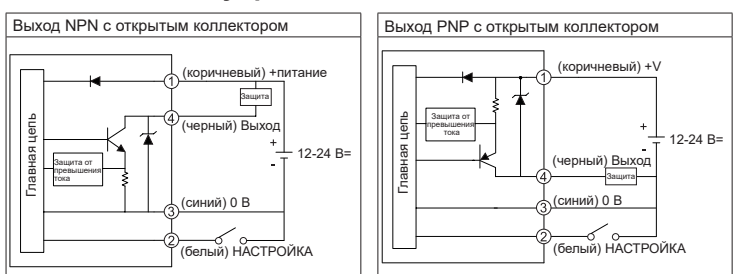 Выход NPN с открытым коллектором
Главная цепь
Защита от
превышения
тока
1
(коричневый) +питание
Защита
4
(черный) Выход
+
-
12-24 В=
3
(синий) 0 В
2
(белый) НАСТРОЙКА
Выход PNP с открытым коллектором
Главная цепь
Защита от
превышения
тока
1
(коричневый) +V
+
-
12-24 В=
(черный) Выход
4
Защита
(синий) 0 В
3
2
(белый) НАСТРОЙКА